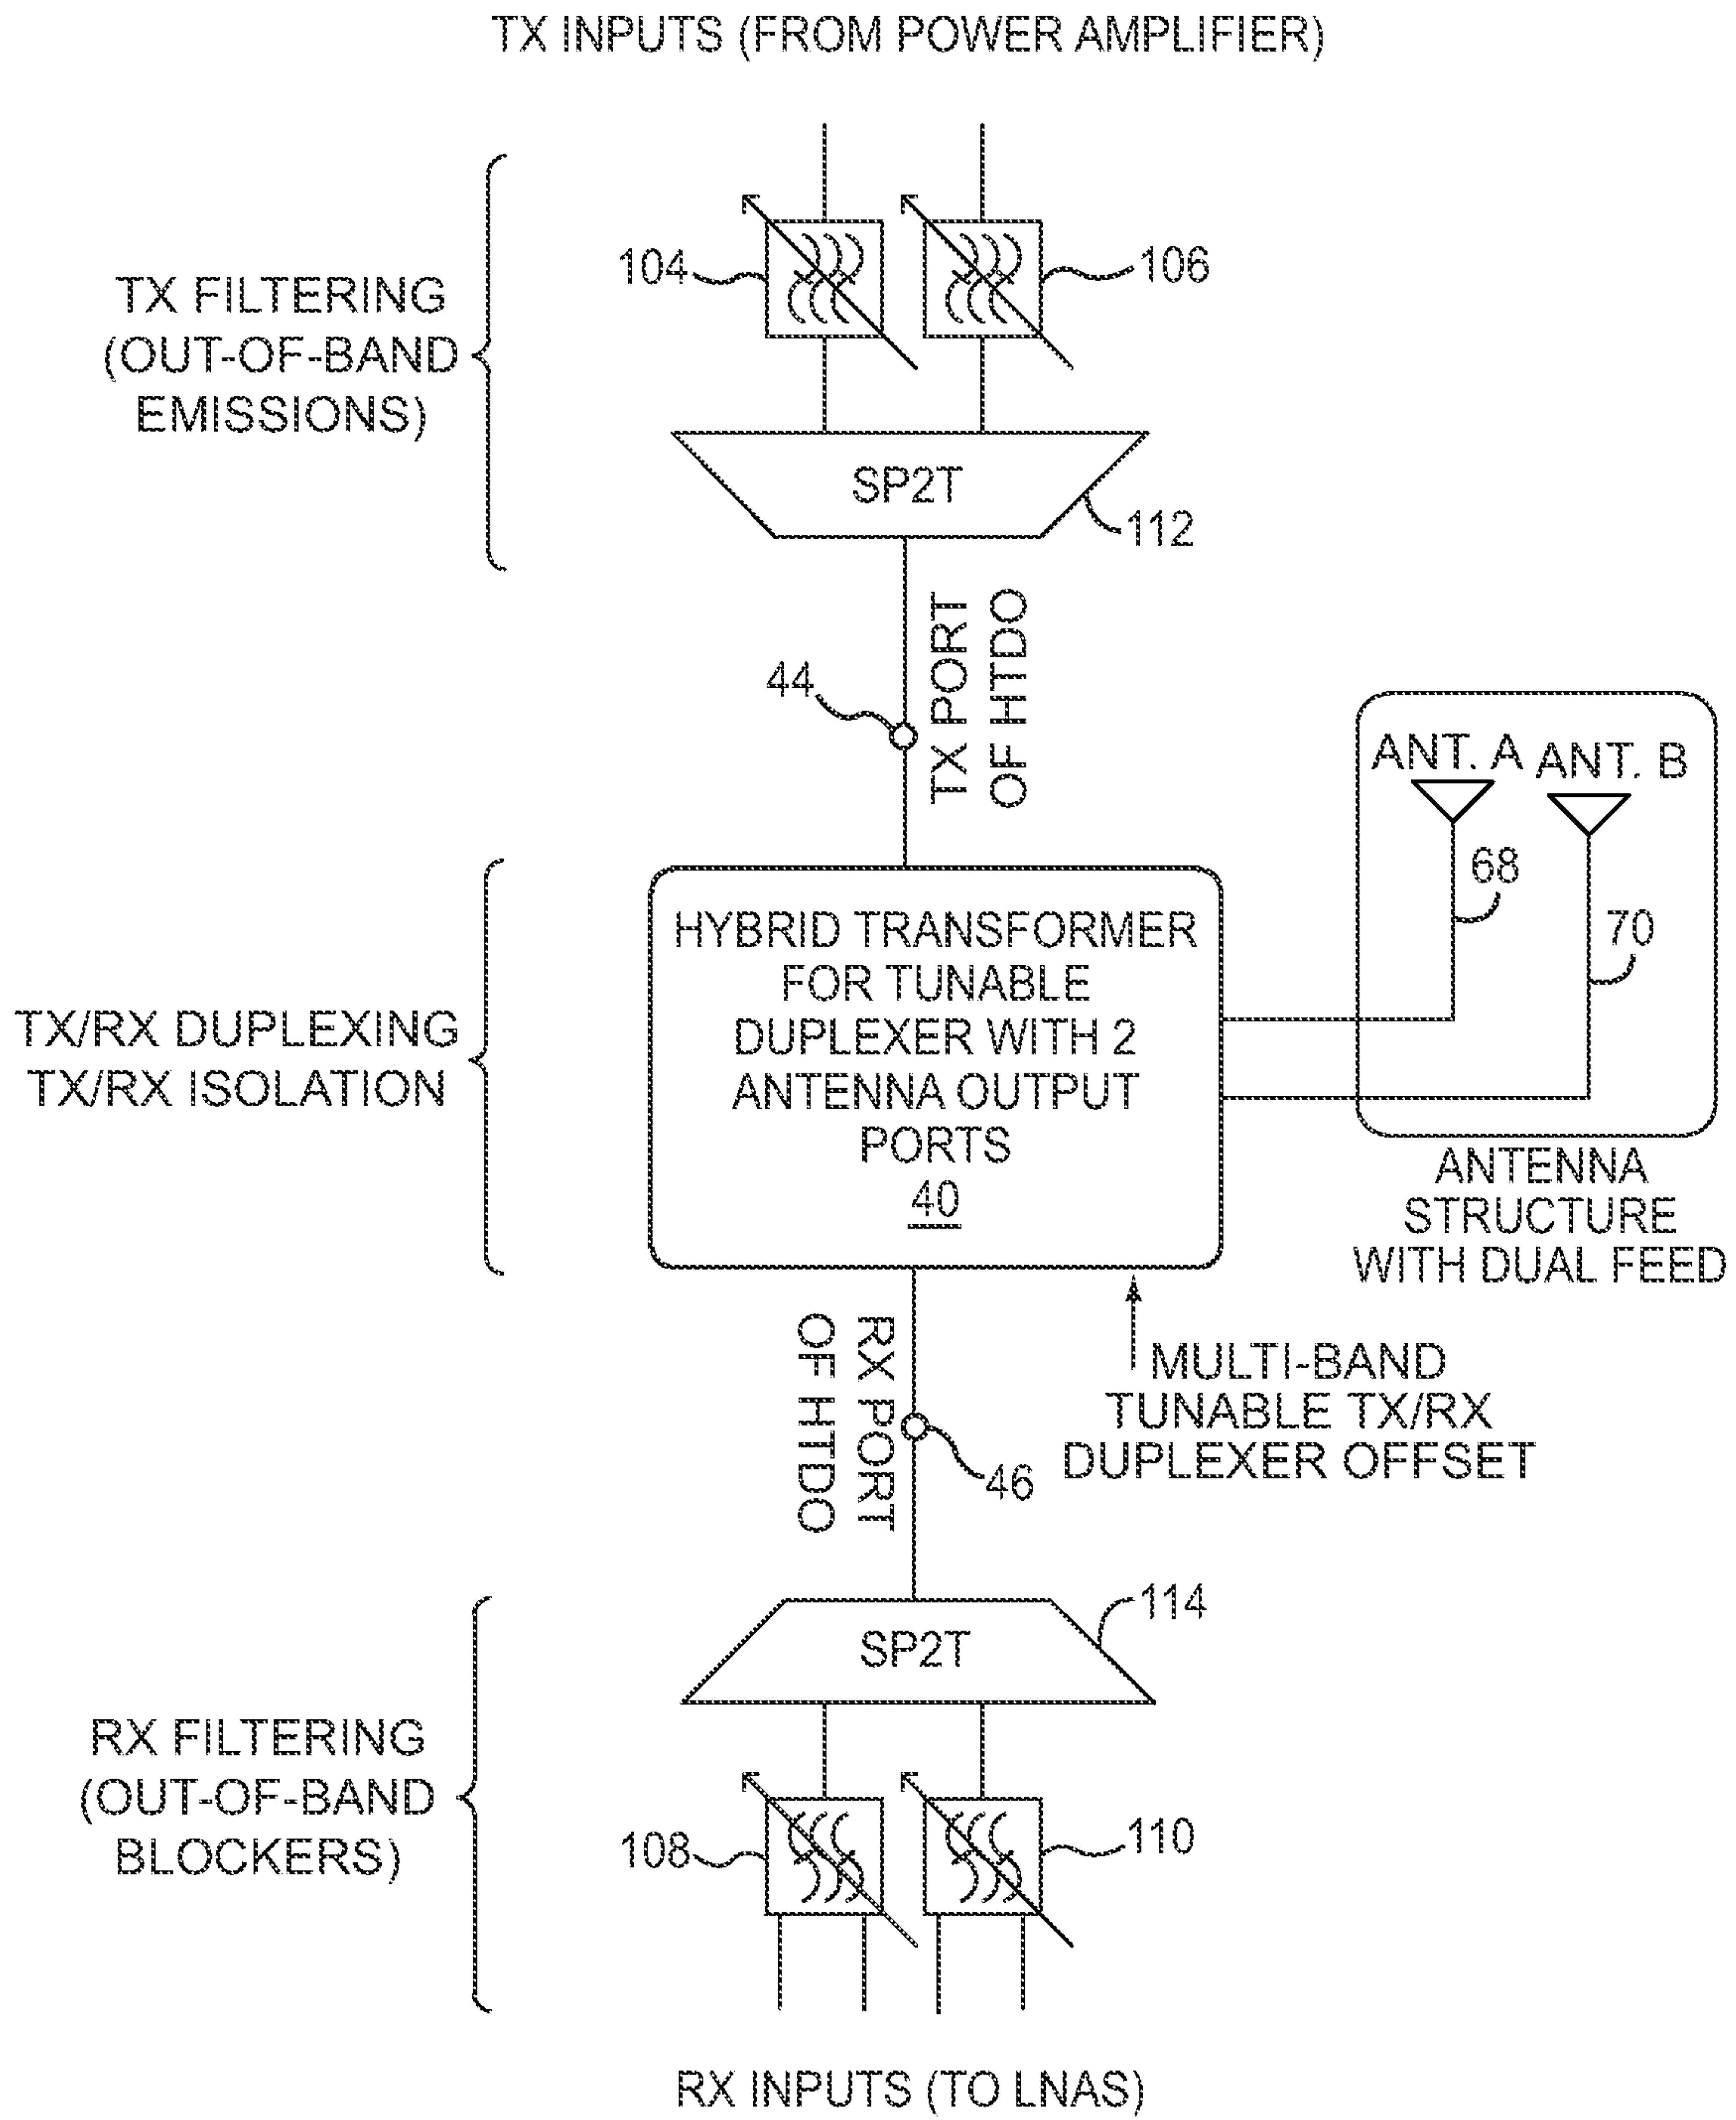 TX INPUTS (FROM POWER AMPLIFIER)
TX FILTERING
(OUT-OF-BAND
EMISSIONS)
104
106
SP2T
112
44
TX PORT
OF HTDO
ANT. A
ANT. B
68
70
TX/RX DUPLEXING
TX/RX ISOLATION
HYBRID TRANSFORMER
FOR TUNABLE
DUPLEXER WITH 2
ANTENNA OUTPUT
PORTS
40
ANTENNA
STRUCTURE
WITH DUAL FEED
RX PORT
OF HTDO
46
MULTI-BAND
TUNABLE TX/RX
DUPLEXER OFFSET
114
SP2T
RX FILTERING
(OUT-OF-BAND
BLOCKERS)
108
110
RX INPUTS (TO LNAS)